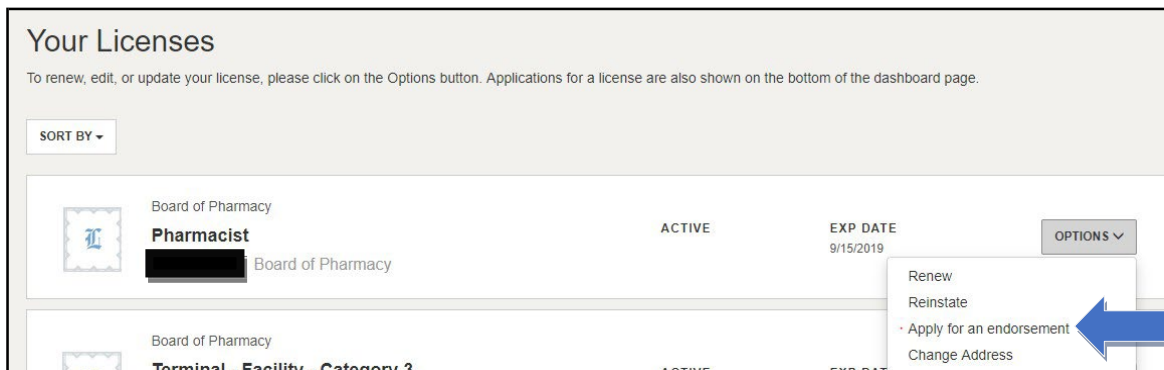 Your Licenses
To renew, edit, or update your license, please click on the Options button. Applications for a license are also shown on the bottom of the dashboard page.
SORT BY
L
Board of Pharmacy
Pharmacist
Board of Pharmacy
ACTIVE
EXP DATE
9/15/2019
OPTIONS
Renew
Reinstate
Apply for an endorsement
Change Address
Board of Pharmacy
Terminal - Facility - Category 3
ACTIVE
EXP DAT